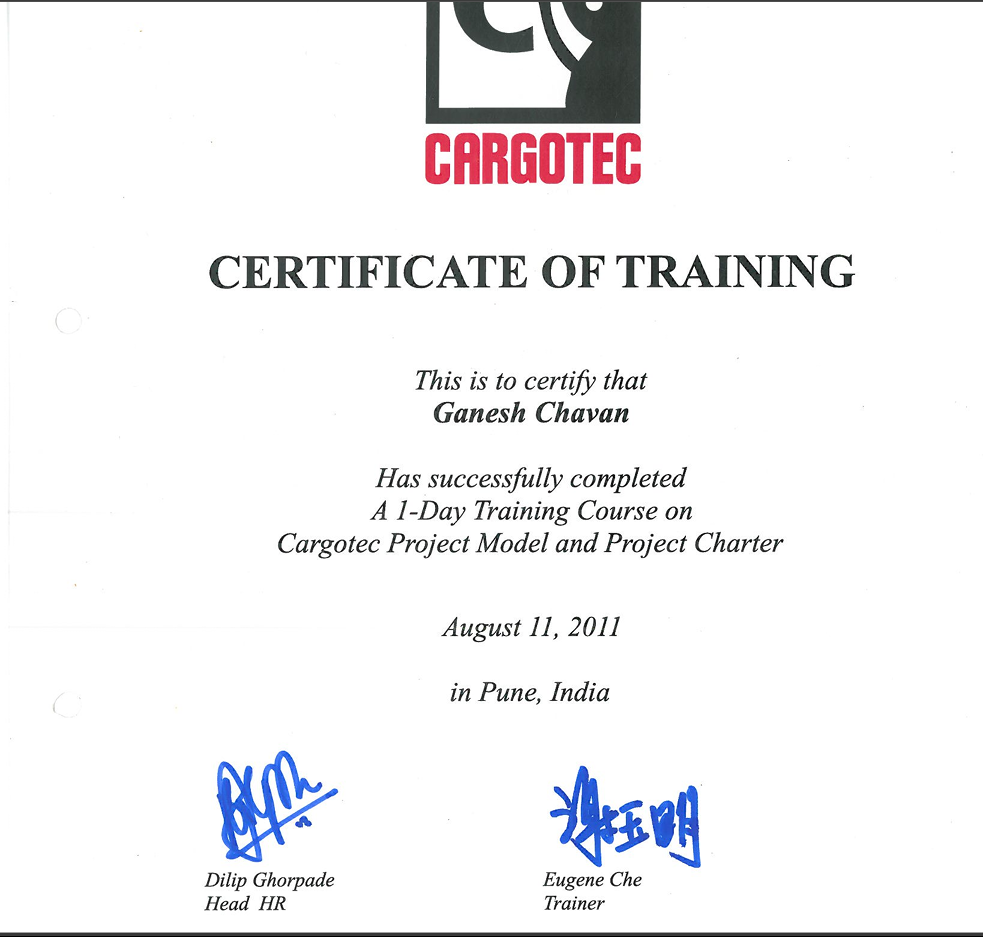 CARGOTEC
CERTIFICATE OF TRAINING
This is to certify that
Ganesh Chavan
Has successfully completed
A 1-Day Training Course on
Cargotec Project Model and Project Charter
August 11, 2011
in Pune, India
Dilip Ghorpade
Head HR
Eugene Che
Trainer